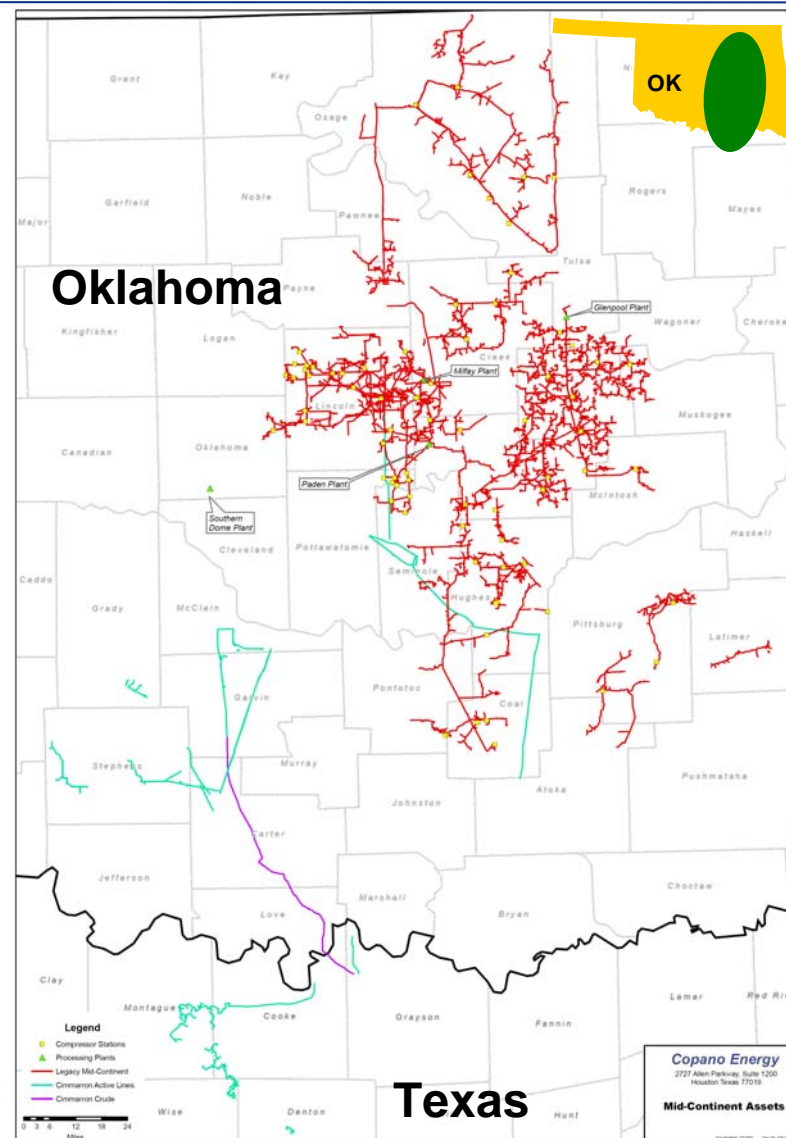 Grant
Kay
Osage
OK
Garfield
Noble
Pawnee
Rogers
Mayes
Major
Tulsa
Oklahoma
Payne
Glenpool Plant
Wagoner
Kingfisher
Logan
Creek
Milfay Plant
Lincoln
Muskogee
Canadian
Oklahoma
Paden Plant
McIntosh
Southern
Dome Plant
Cleveland
Pottawatomie
Haskell
Caddo
Seminole
Grady
McClain
Hughes
Pittsburg
Latimer
Garvin
Pontotoc
Coal
Stephens
Murray
Pushmataha
Johnston
Atoka
Carter
Jefferson
Marshall
Choctaw
Love
Bryan
Clay
Montague
Cooke
Grayson
Fannin
Lamar
Legend
Compressor Stations
Processing Plants
Legacy Mid-Continent
Cimmarron Active Lines
Cimmarron Crude
0 3 6 12 18 24
Miles
Wise
Denton
Texas
Hunt
Copano Energy
2727 Allen Parkway, Suite 1200
Houston Texas 77019
Mid-Continent Assets